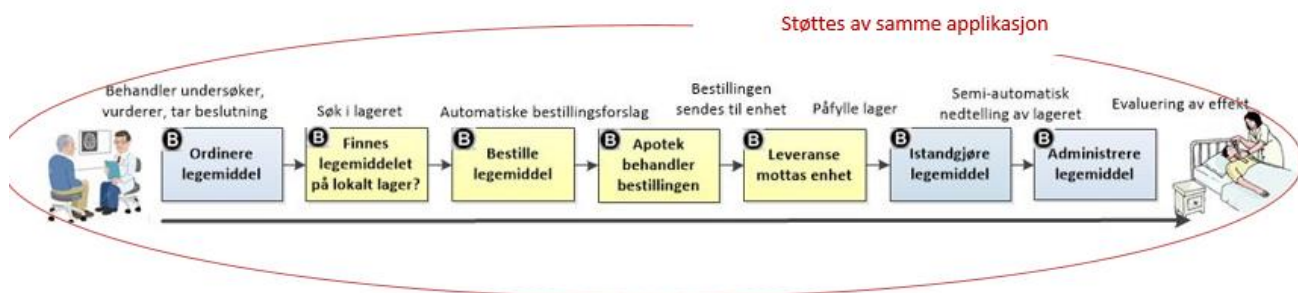 Støttes av samme applikasjon
Behandler undersøker,
vurderer, tar beslutning
Søk i lageret
Automatiske bestillingsforslag
Bestillingen
sendes til enhet
Påfylle lager
Semi-automatisk
nedtelling av lageret
Evaluering av effekt
B
Ordinere
legemiddel
B
Finnes
legemiddelet
på lokalt lager?
B
Bestille
legemiddel
B
Apotek
behandler
bestillingen
B
Leveranse
mottas enhet
B
Istandgjøre
legemiddel
B
Administrere
legemiddel